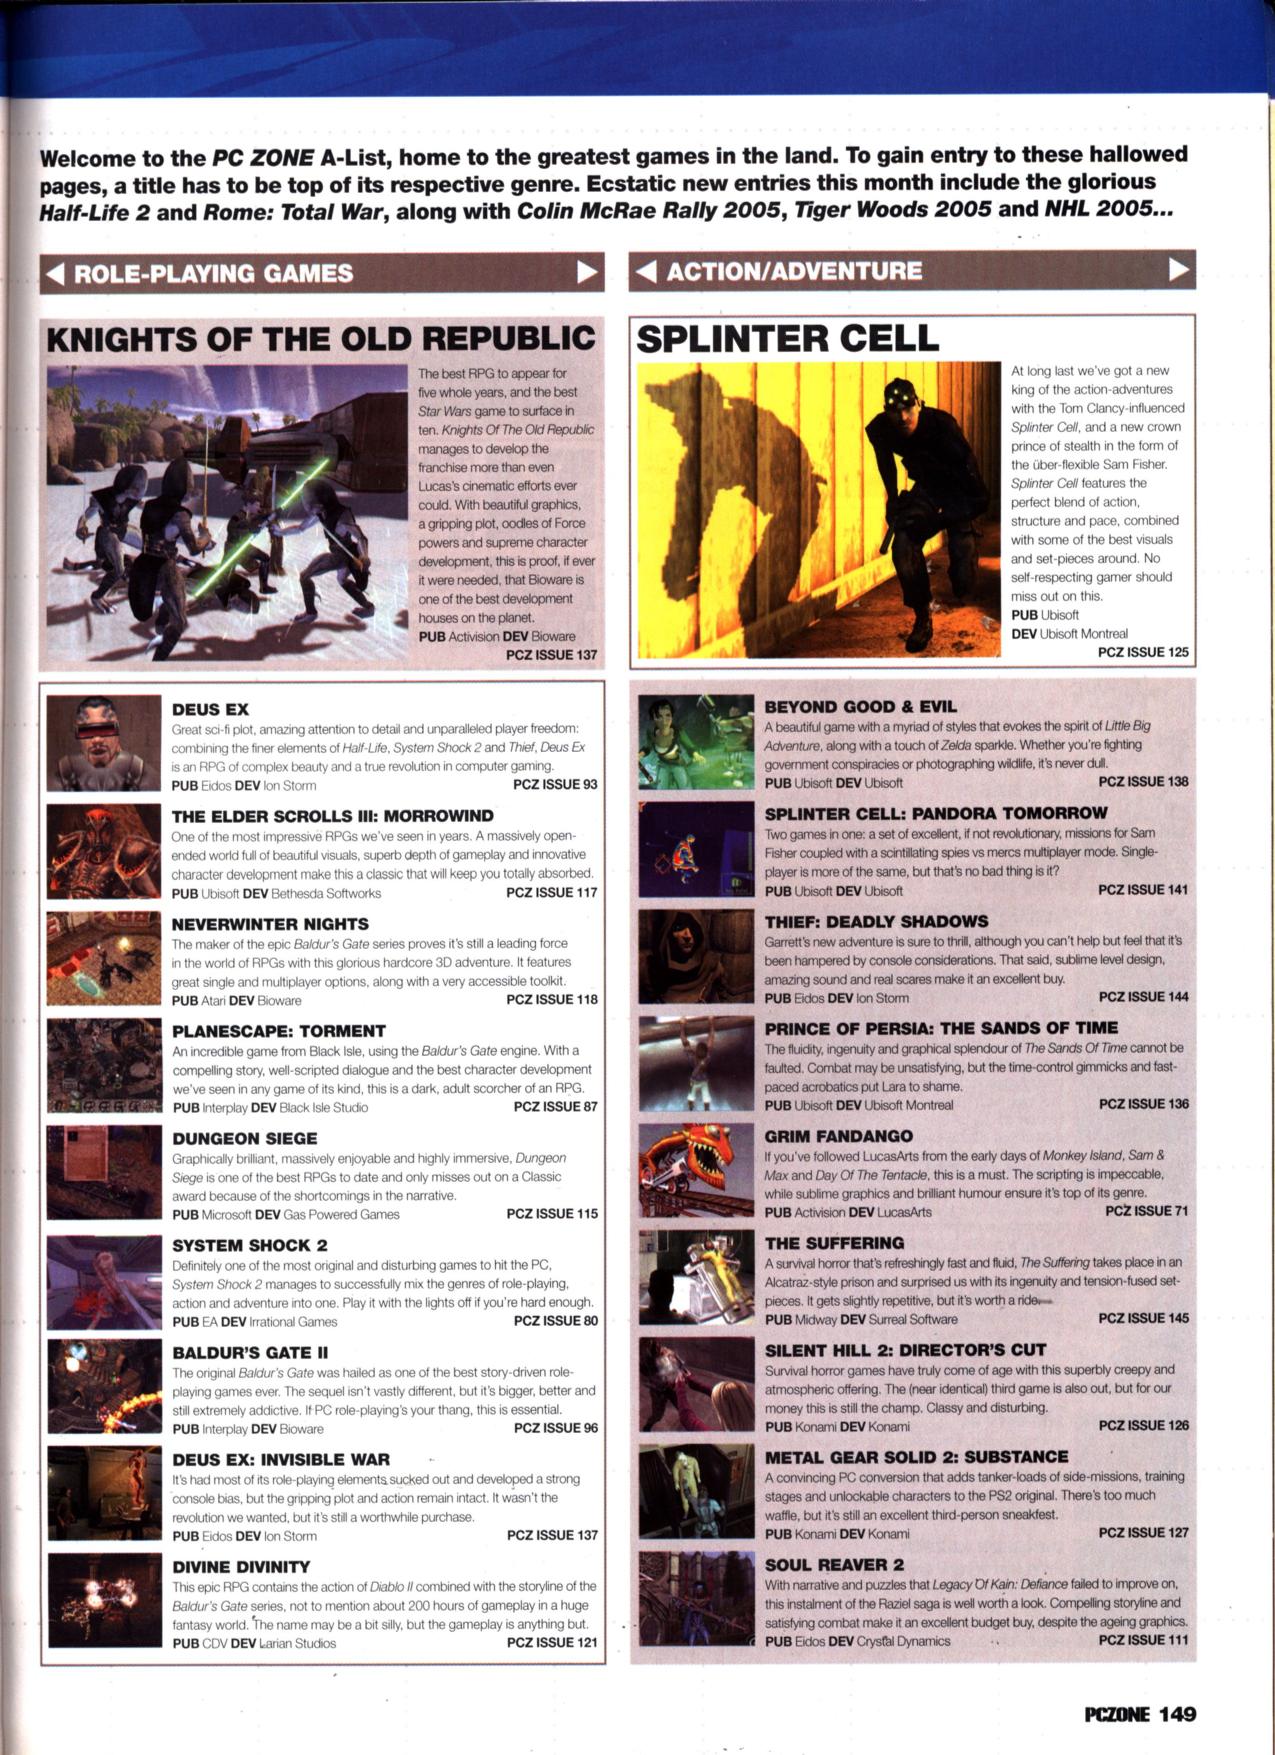 Welcome to the PC ZONE A-List, home to the greatest games in the land. To gain entry to these hallowed
pages, a title has to be top of its respective genre. Ecstatic new entries this month include the glorious
Half-Life 2 and Rome: Total War, along with Colin McRae Rally 2005, Tiger Woods 2005 and NHL 2005...
ROLE-PLAYING GAMES
KNIGHTS OF THE OLD REPUBLIC
The best RPG to appear for
five whole years, and the best
Star Wars game to surface in
ten. Knights Of The Old Republic
manages to develop the
franchise more than even
Lucas's cinematic efforts ever
could. With beautiful graphics,
a gripping plot, oodles of Force
powers and supreme character
development, this is proof, if ever
it were needed, that Bioware is
one of the best development
houses on the planet.
PUB Activision DEV Bioware
PCZ ISSUE 137
DEUS EX
Great sci-fi plot, amazing attention to detail and unparalleled player freedom:
combining the finer elements of Half-Life, System Shock 2 and Thief, Deus Ex
is an RPG of complex beauty and a true revolution in computer gaming.
PUB Eidos DEV Ion Storm PCZ ISSUE 93
THE ELDER SCROLLS III: MORROWIND
One of the most impressive RPGs we've seen in years. A massively open-
ended world full of beautiful visuals, superb depth of gameplay and innovative
character development make this a classic that will keep you totally absorbed.
PUB Ubisoft DEV Bethesda Softworks PCZ ISSUE 117
NEVERWINTER NIGHTS
The maker of the epic Baldur's Gate series proves it's still a leading force
in the world of RPGs with this glorious hardcore 3D adventure. It features
great single and multiplayer options, along with a very accessible toolkit.
PUB Atari DEV Bioware PCZ ISSUE 118
PLANESCAPE: TORMENT
An incredible game from Black Isle, using the Baldur's Gate engine. With a
compelling story, well-scripted dialogue and the best character development
we've seen in any game of its kind, this is a dark, adult scorcher of an RPG.
PUB Interplay DEV Black Isle Studio PCZ ISSUE 87
DUNGEON SIEGE
Graphically brilliant, massively enjoyable and highly immersive, Dungeon
Siege is one of the best RPGs to date and only misses out on a Classic
award because of the shortcomings in the narrative.
PUB Microsoft DEV Gas Powered Games PCZ ISSUE 115
SYSTEM SHOCK 2
Definitely one of the most original and disturbing games to hit the PC,
System Shock 2 manages to successfully mix the genres of role-playing,
action and adventure into one. Play it with the lights off if you're hard enough.
PUB EA DEV Irrational Games PCZ ISSUE 80
BALDUR'S GATE II
The original Baldur's Gate was hailed as one of the best story-driven role-
playing games ever. The sequel isn't vastly different, but it's bigger, better and
still extremely addictive. If PC role-playing's your thang, this is essential.
PUB Interplay DEV Bioware PCZ ISSUE 96
DEUS EX: INVISIBLE WAR
It's had most of its role-playing elements sucked out and developed a strong
console bias, but the gripping plot and action remain intact. It wasn't the
revolution we wanted, but it's still a worthwhile purchase.
PUB Eidos DEV Ion Storm PCZ ISSUE 137
DIVINE DIVINITY
This epic RPG contains the action of Diablo II combined with the storyline of the
Baldur's Gate series, not to mention about 200 hours of gameplay in a huge
fantasy world. The name may be a bit silly, but the gameplay is anything but.
PUB CDV DEV Larian Studios PCZ ISSUE 121
ACTION/ADVENTURE
SPLINTER CELL
At long last we've got a new
king of the action-adventures
with the Tom Clancy-influenced
Splinter Cell, and a new crown
prince of stealth in the form of
the über-flexible Sam Fisher.
Splinter Cell features the
perfect blend of action,
structure and pace, combined
with some of the best visuals
and set-pieces around. No
self-respecting gamer should
miss out on this.
PUB Ubisoft
DEV Ubisoft Montreal
PCZ ISSUE 125
BEYOND GOOD & EVIL
A beautiful game with a myriad of styles that evokes the spirit of Little Big
Adventure, along with a touch of Zelda sparkle. Whether you're fighting
government conspiracies or photographing wildlife, it's never dull.
PUB Ubisoft DEV Ubisoft PCZ ISSUE 138
SPLINTER CELL: PANDORA TOMORROW
Two games in one: a set of excellent, if not revolutionary, missions for Sam
Fisher coupled with a scintillating spies vs mercs multiplayer mode. Single-
player is more of the same, but that's no bad thing is it?
PUB Ubisoft DEV Ubisoft PCZ ISSUE 141
THIEF: DEADLY SHADOWS
Garrett's new adventure is sure to thrill, although you can't help but feel that it's
been hampered by console considerations. That said, sublime level design,
amazing sound and real scares make it an excellent buy.
PUB Eidos DEV Ion Storm PCZ ISSUE 144
PRINCE OF PERSIA: THE SANDS OF TIME
The fluidity, ingenuity and graphical splendour of The Sands Of Time cannot be
faulted. Combat may be unsatisfying, but the time-control gimmicks and fast-
paced acrobatics put Lara to shame.
PUB Ubisoft DEV Ubisoft Montreal PCZ ISSUE 136
GRIM FANDANGO
If you've followed LucasArts from the early days of Monkey Island, Sam &
Max and Day Of The Tentacle, this is a must. The scripting is impeccable,
while sublime graphics and brilliant humour ensure it's top of its genre.
PUB Activision DEV LucasArts PCZ ISSUE 71
THE SUFFERING
A survival horror that's refreshingly fast and fluid, The Suffering takes place in an
Alcatraz-style prison and surprised us with its ingenuity and tension-fused set-
pieces. It gets slightly repetitive, but it's worth a ride.
PUB Midway DEV Surreal Software PCZ ISSUE 145
SILENT HILL 2: DIRECTOR'S CUT
Survival horror games have truly come of age with this superbly creepy and
atmospheric offering. The (near identical) third game is also out, but for our
money this is still the champ. Classy and disturbing.
PUB Konami DEV Konami PCZ ISSUE 126
METAL GEAR SOLID 2: SUBSTANCE
A convincing PC conversion that adds tanker-loads of side-missions, training
stages and unlockable characters to the PS2 original. There's too much
waffle, but it's still an excellent third-person sneakfest.
PUB Konami DEV Konami PCZ ISSUE 127
SOUL REAVER 2
With narrative and puzzles that Legacy Of Kain: Defiance failed to improve on,
this instalment of the Raziel saga is well worth a look. Compelling storyline and
satisfying combat make it an excellent budget buy, despite the ageing graphics.
PUB Eidos DEV Crystal Dynamics PCZ ISSUE 111
PCZONE 149